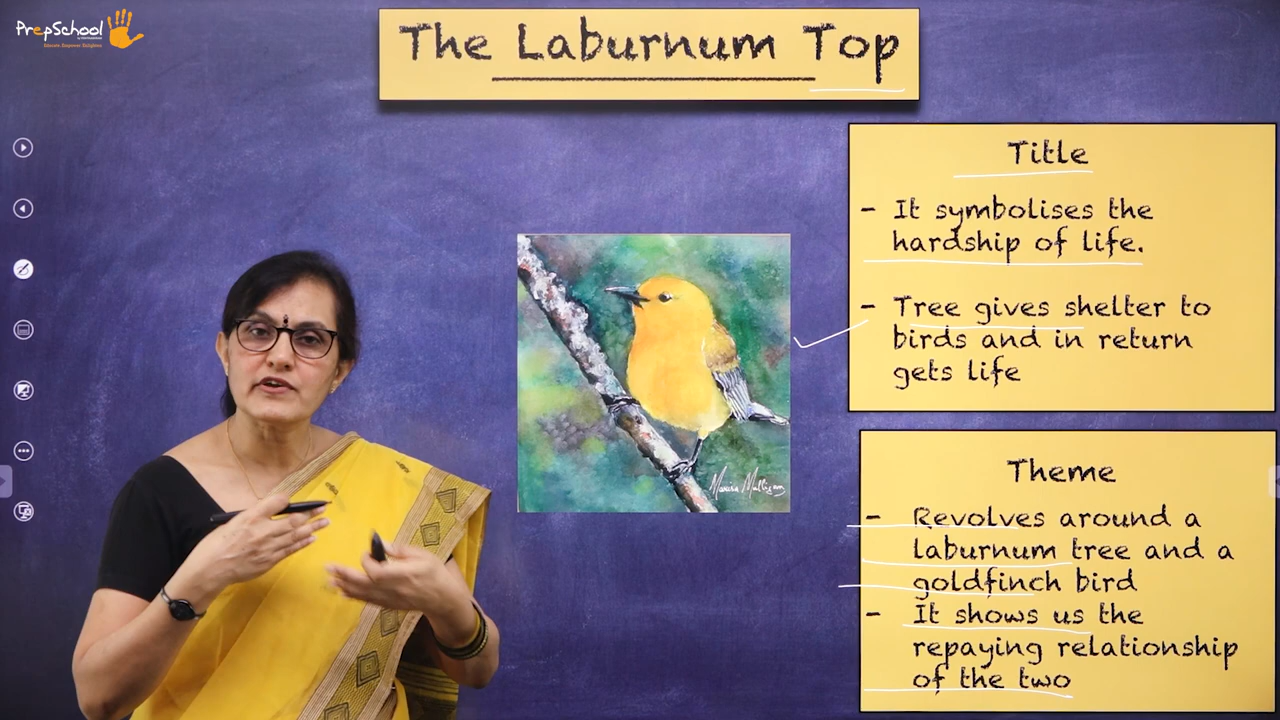 PrepSchool
The Laburnum Top
Title
- It symbolises the
hardship of life.
- Tree gives shelter to
birds and in return
gets life
Theme
- Revolves around a
laburnum tree and a
goldfinch bird
- It shows us the
repaying relationship
of the two